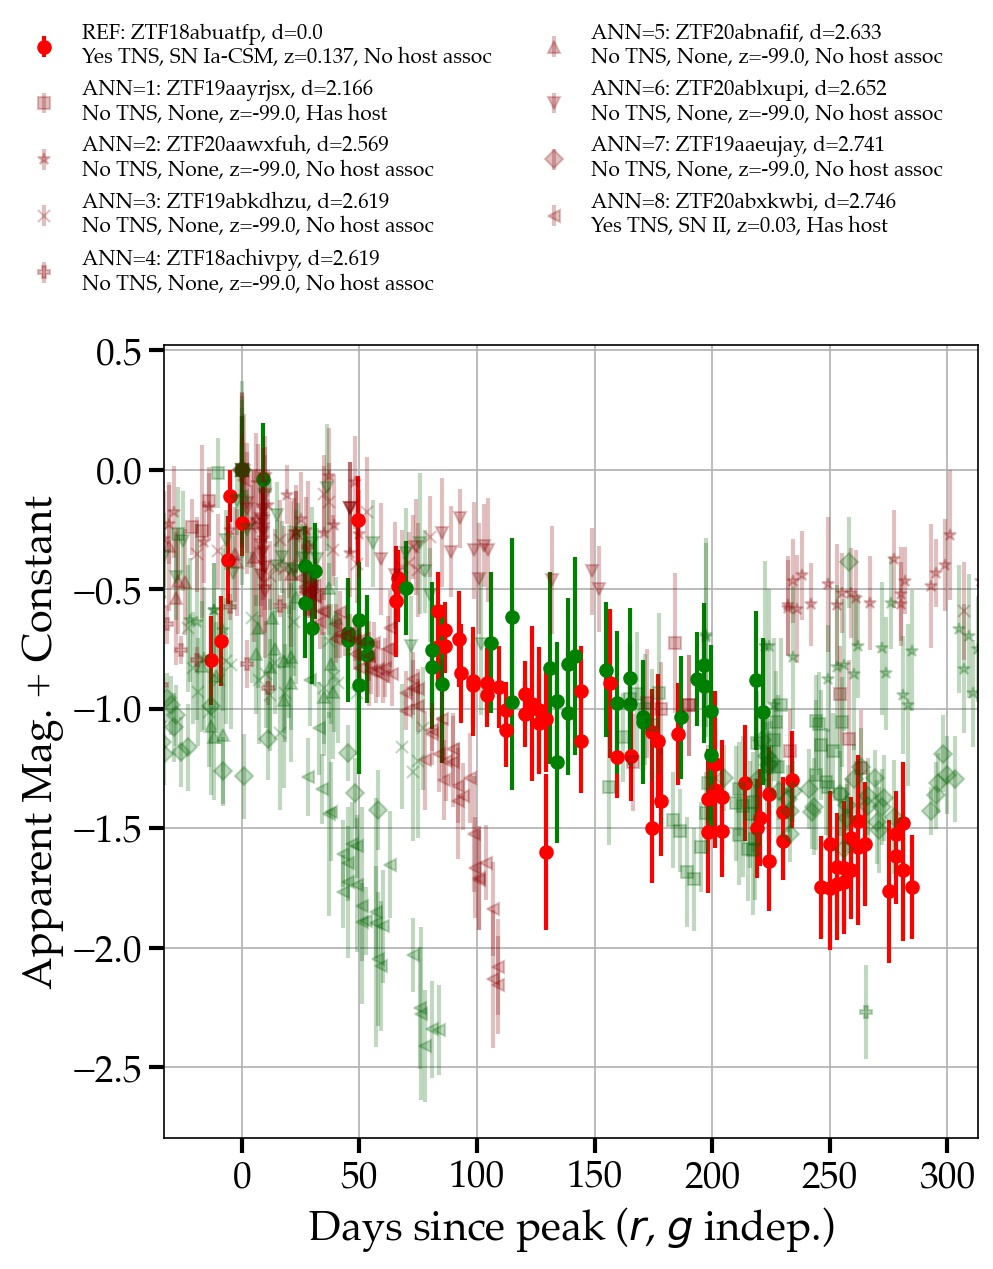 REF: ZTF18abuatfp, d=0.0
Yes TNS, SN Ia-CSM, z=0.137, No host assoc
ANN=1: ZTF19aayrjsx, d=2.166
No TNS, None, z=-99.0, Has host
ANN=2: ZTF20aawxfuh, d=2.569
No TNS, None, z=-99.0, No host assoc
ANN=3: ZTF19abkdhzu, d=2.619
No TNS, None, z=-99.0, No host assoc
ANN=4: ZTF18achivpy, d=2.619
No TNS, None, z=-99.0, No host assoc
ANN=5: ZTF20abnafif, d=2.633
No TNS, None, z=-99.0, No host assoc
ANN=6: ZTF20ablxupi, d=2.652
No TNS, None, z=-99.0, No host assoc
ANN=7: ZTF19aaeujay, d=2.741
No TNS, None, z=-99.0, No host assoc
ANN=8: ZTF20abxkwbi, d=2.746
Yes TNS, SN II, z=0.03, Has host
Apparent Mag. + Constant
0.5
0.0
−0.5
−1.0
−1.5
−2.0
−2.5
0 50 100 150 200 250 300
Days since peak (r, g indep.)